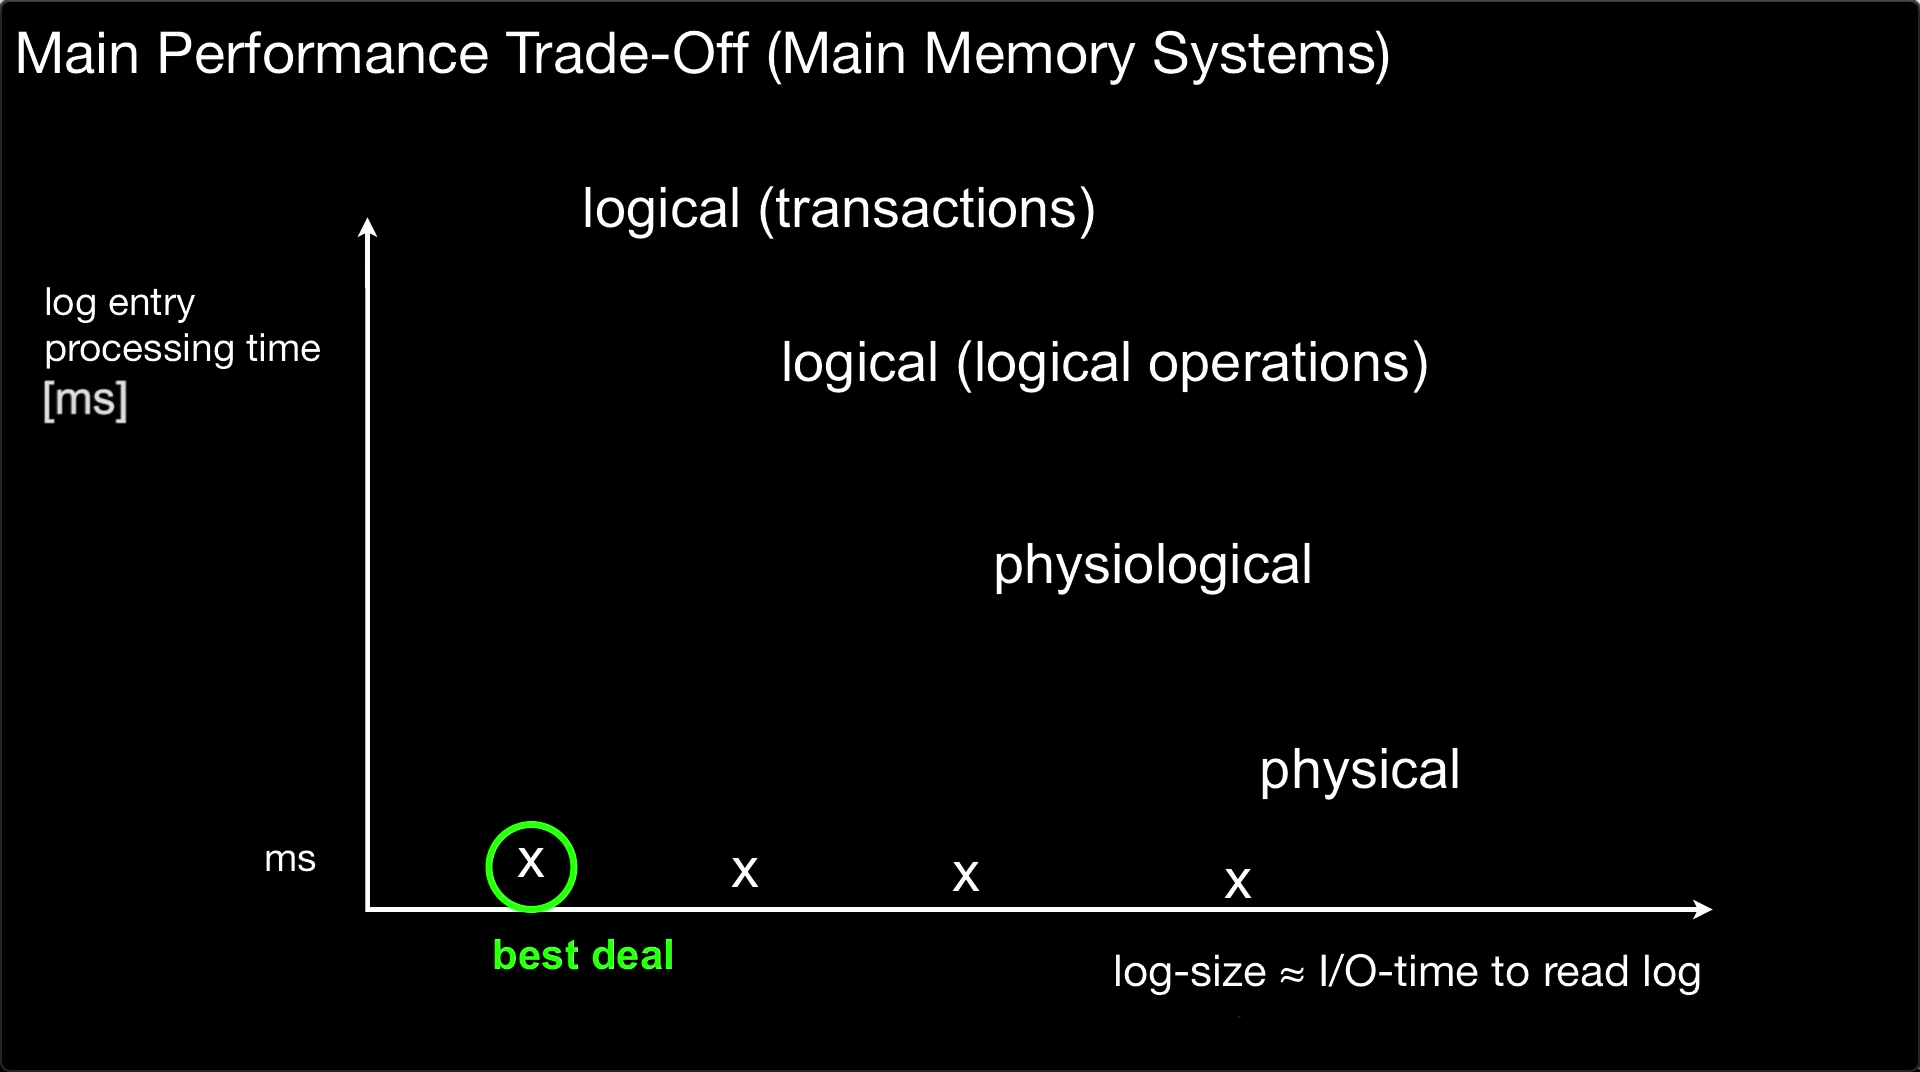 Main Performance Trade-Off (Main Memory Systems)
logical (transactions)
log entry
processing time
[ms]
logical (logical operations)
physiological
physical
ms
x
x
x
x
best deal
log-size ≈ I/O-time to read log